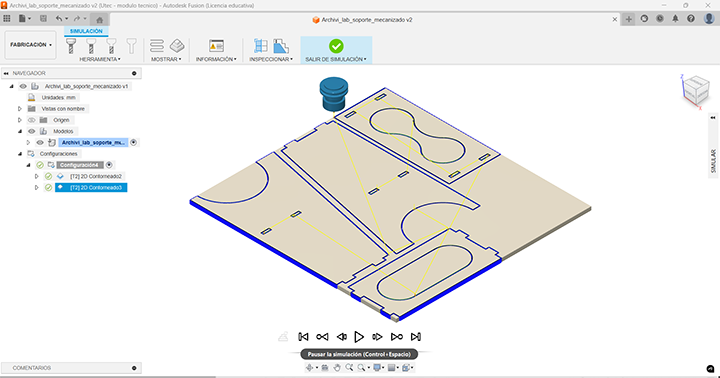 Archivi_lab_soporte_mecanizado v2 (Utec - modulo tecnico) - Autodesk Fusion (Licencia educativa)
Archivi_lab_soporte_mecanizado v2
SIMULACIÓN
FABRICACIÓN
HERRAMIENTA
MOSTRAR
INFORMACIÓN
INSPECCIONAR
SALIR DE SIMULACIÓN
NAVEGADOR
Archivi_lab_soporte_mecanizado v1
Unidades: mm
Vistas con nombre
Origen
Modelos
Archivi_lab_soporte_me...
Configuraciones
Configuración4
[T2] 2D Contorneado2
[T2] 2D Contorneado3
Z
X
SIMULAR
Pausar la simulación (Control+Espacio)
COMENTARIOS